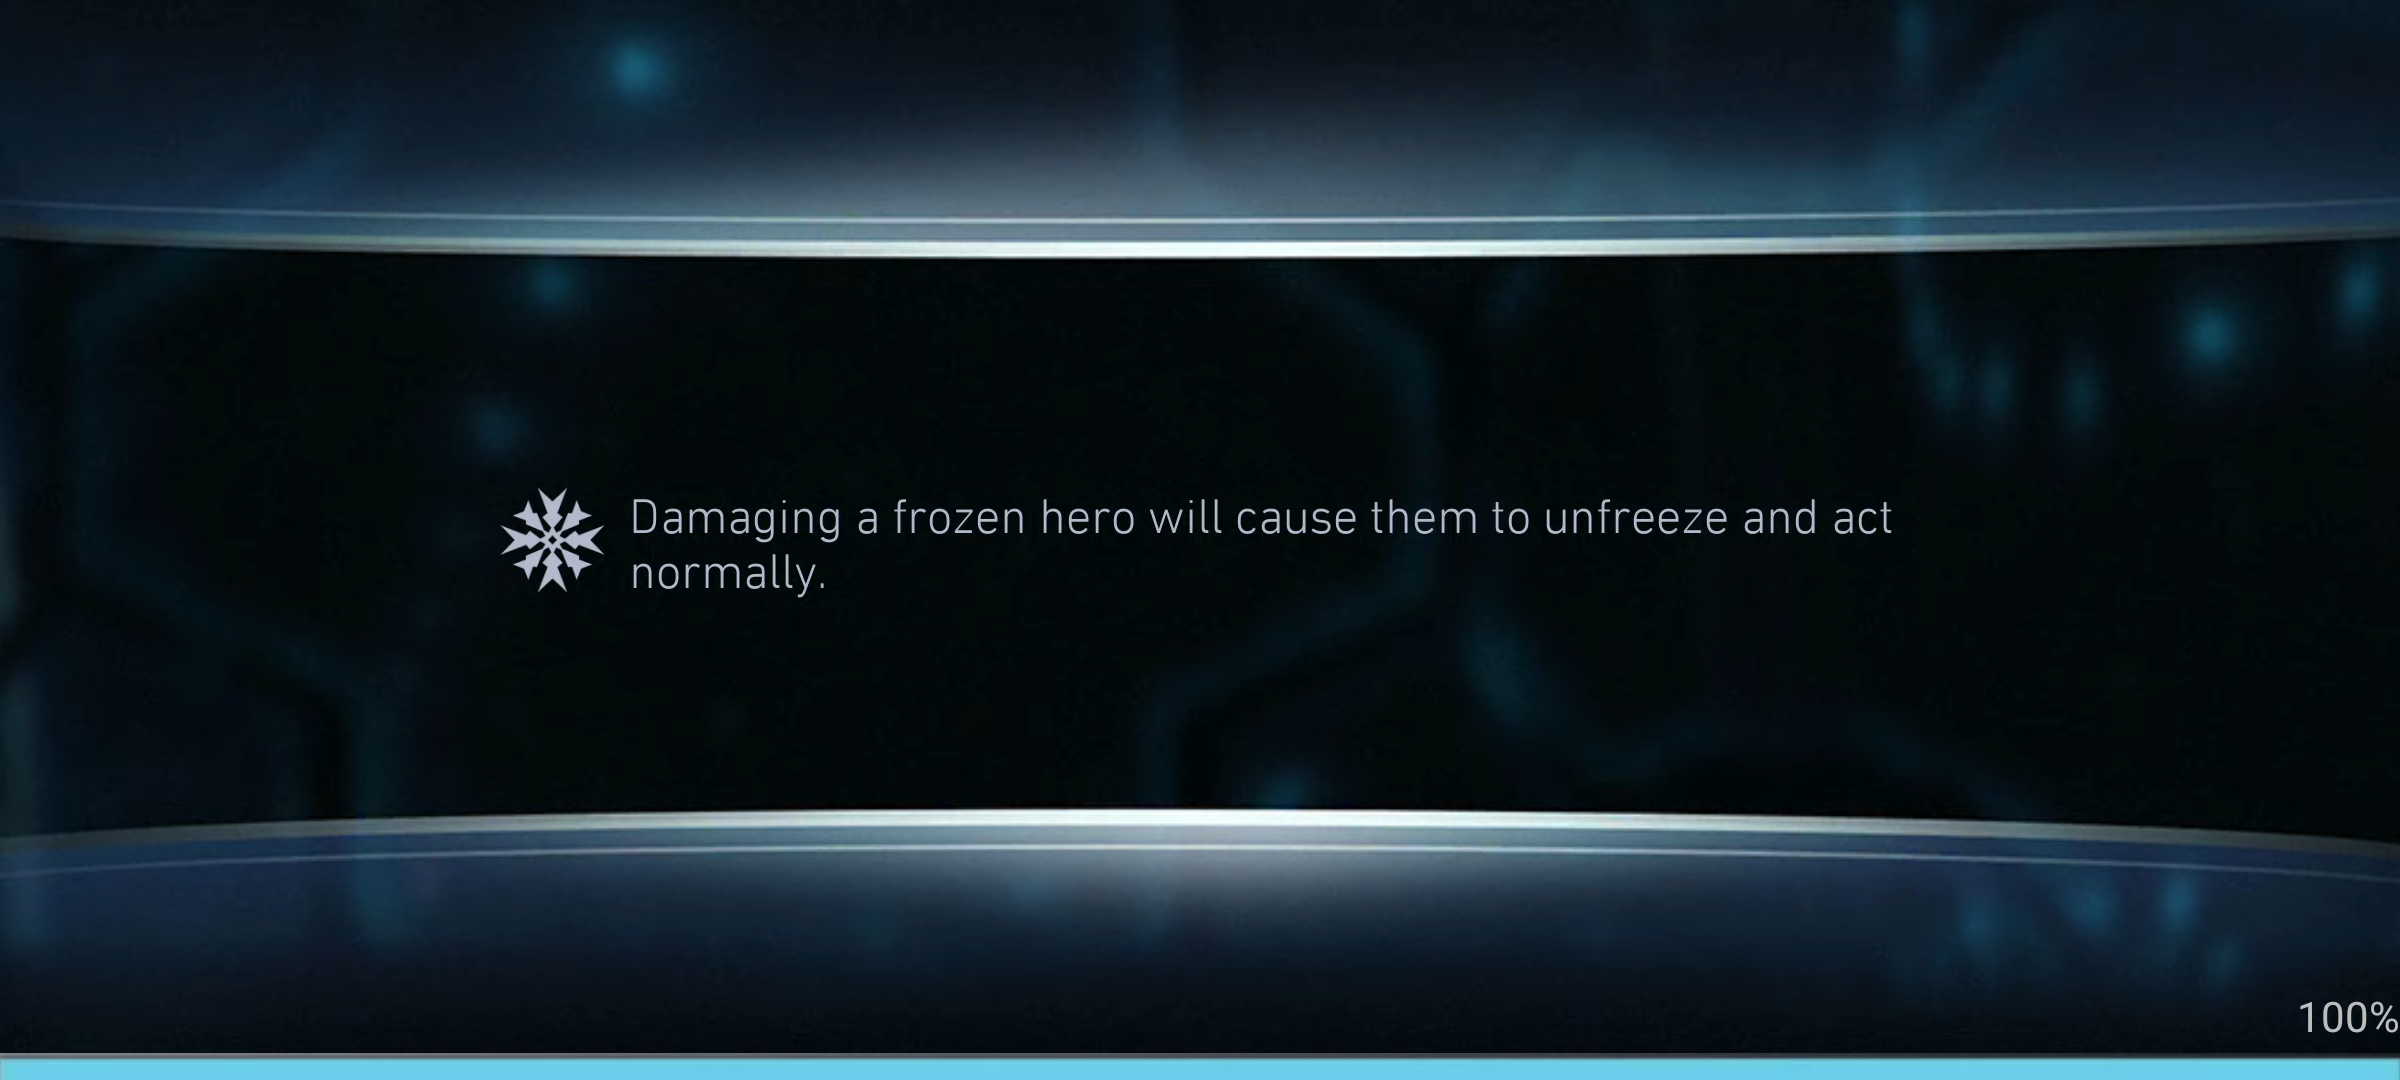 Damaging a frozen hero will cause them to unfreeze and act
normally.
100%